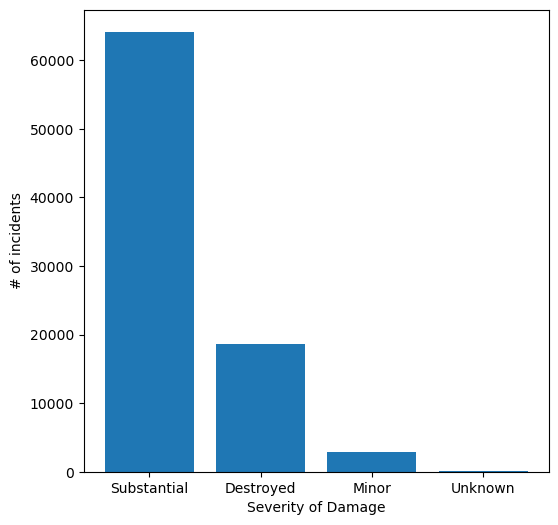 # of incidents
60000
50000
40000
30000
20000
10000
0
Substantial Destroyed Minor Unknown
Severity of Damage